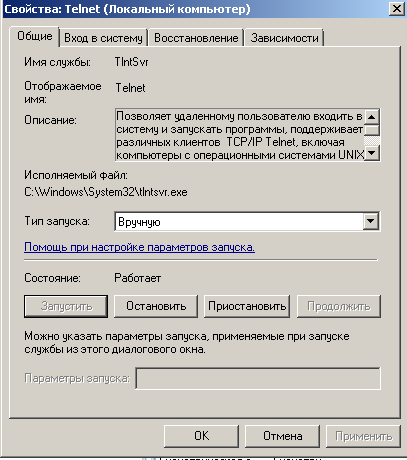 Свойства: Telnet (Локальный компьютер)
Общие Вход в систему Восстановление Зависимости
Имя службы: TlntSvr
Отображаемое имя: Telnet
Описание: Позволяет удаленному пользователю входить в
систему и запускать программы, поддерживает
различных клиентов TCP/IP Telnet, включая
компьютеры с операционными системами UNIX
Исполняемый файл:
C:\Windows\System32\tlntsvr.exe
Тип запуска: Вручную
Помощь при настройке параметров запуска.
Состояние: Работает
Запустить Остановить Приостановить Продолжить
Можно указать параметры запуска, применяемые при запуске
службы из этого диалогового окна.
Параметры запуска:
OK Отмена Применить